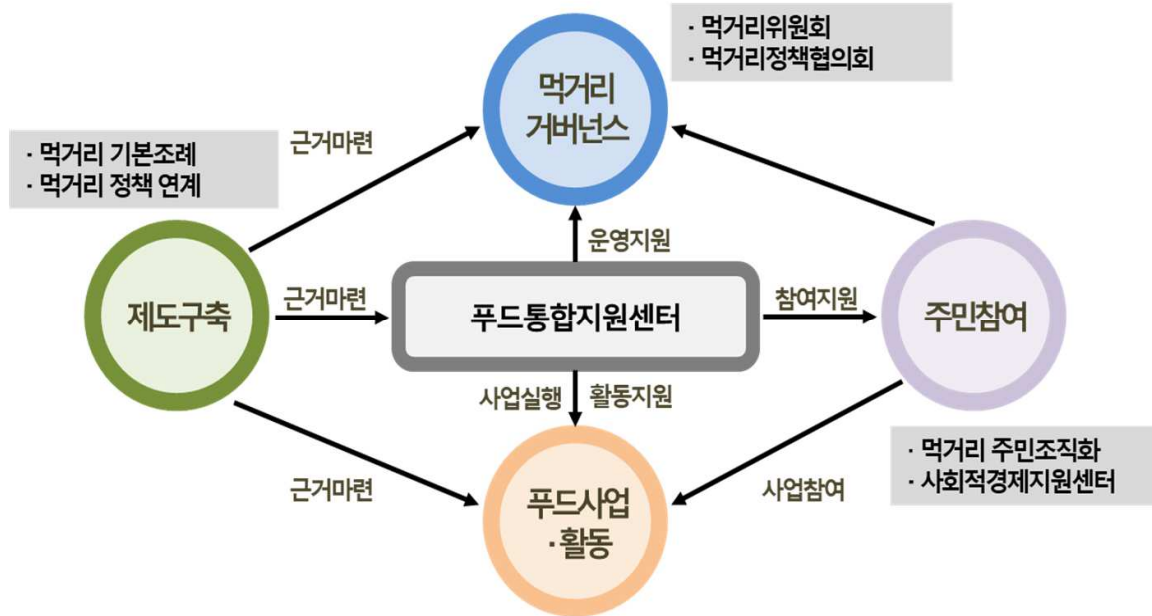 · 먹거리위원회
· 먹거리정책협의회
먹거리
거버넌스
근거마련
· 먹거리 기본조례
· 먹거리 정책 연계
운영지원
제도구축
근거마련
푸드통합지원센터
참여지원
주민참여
사업실행
활동지원
· 먹거리 주민조직화
· 사회적경제지원센터
근거마련
사업참여
푸드사업
·활동